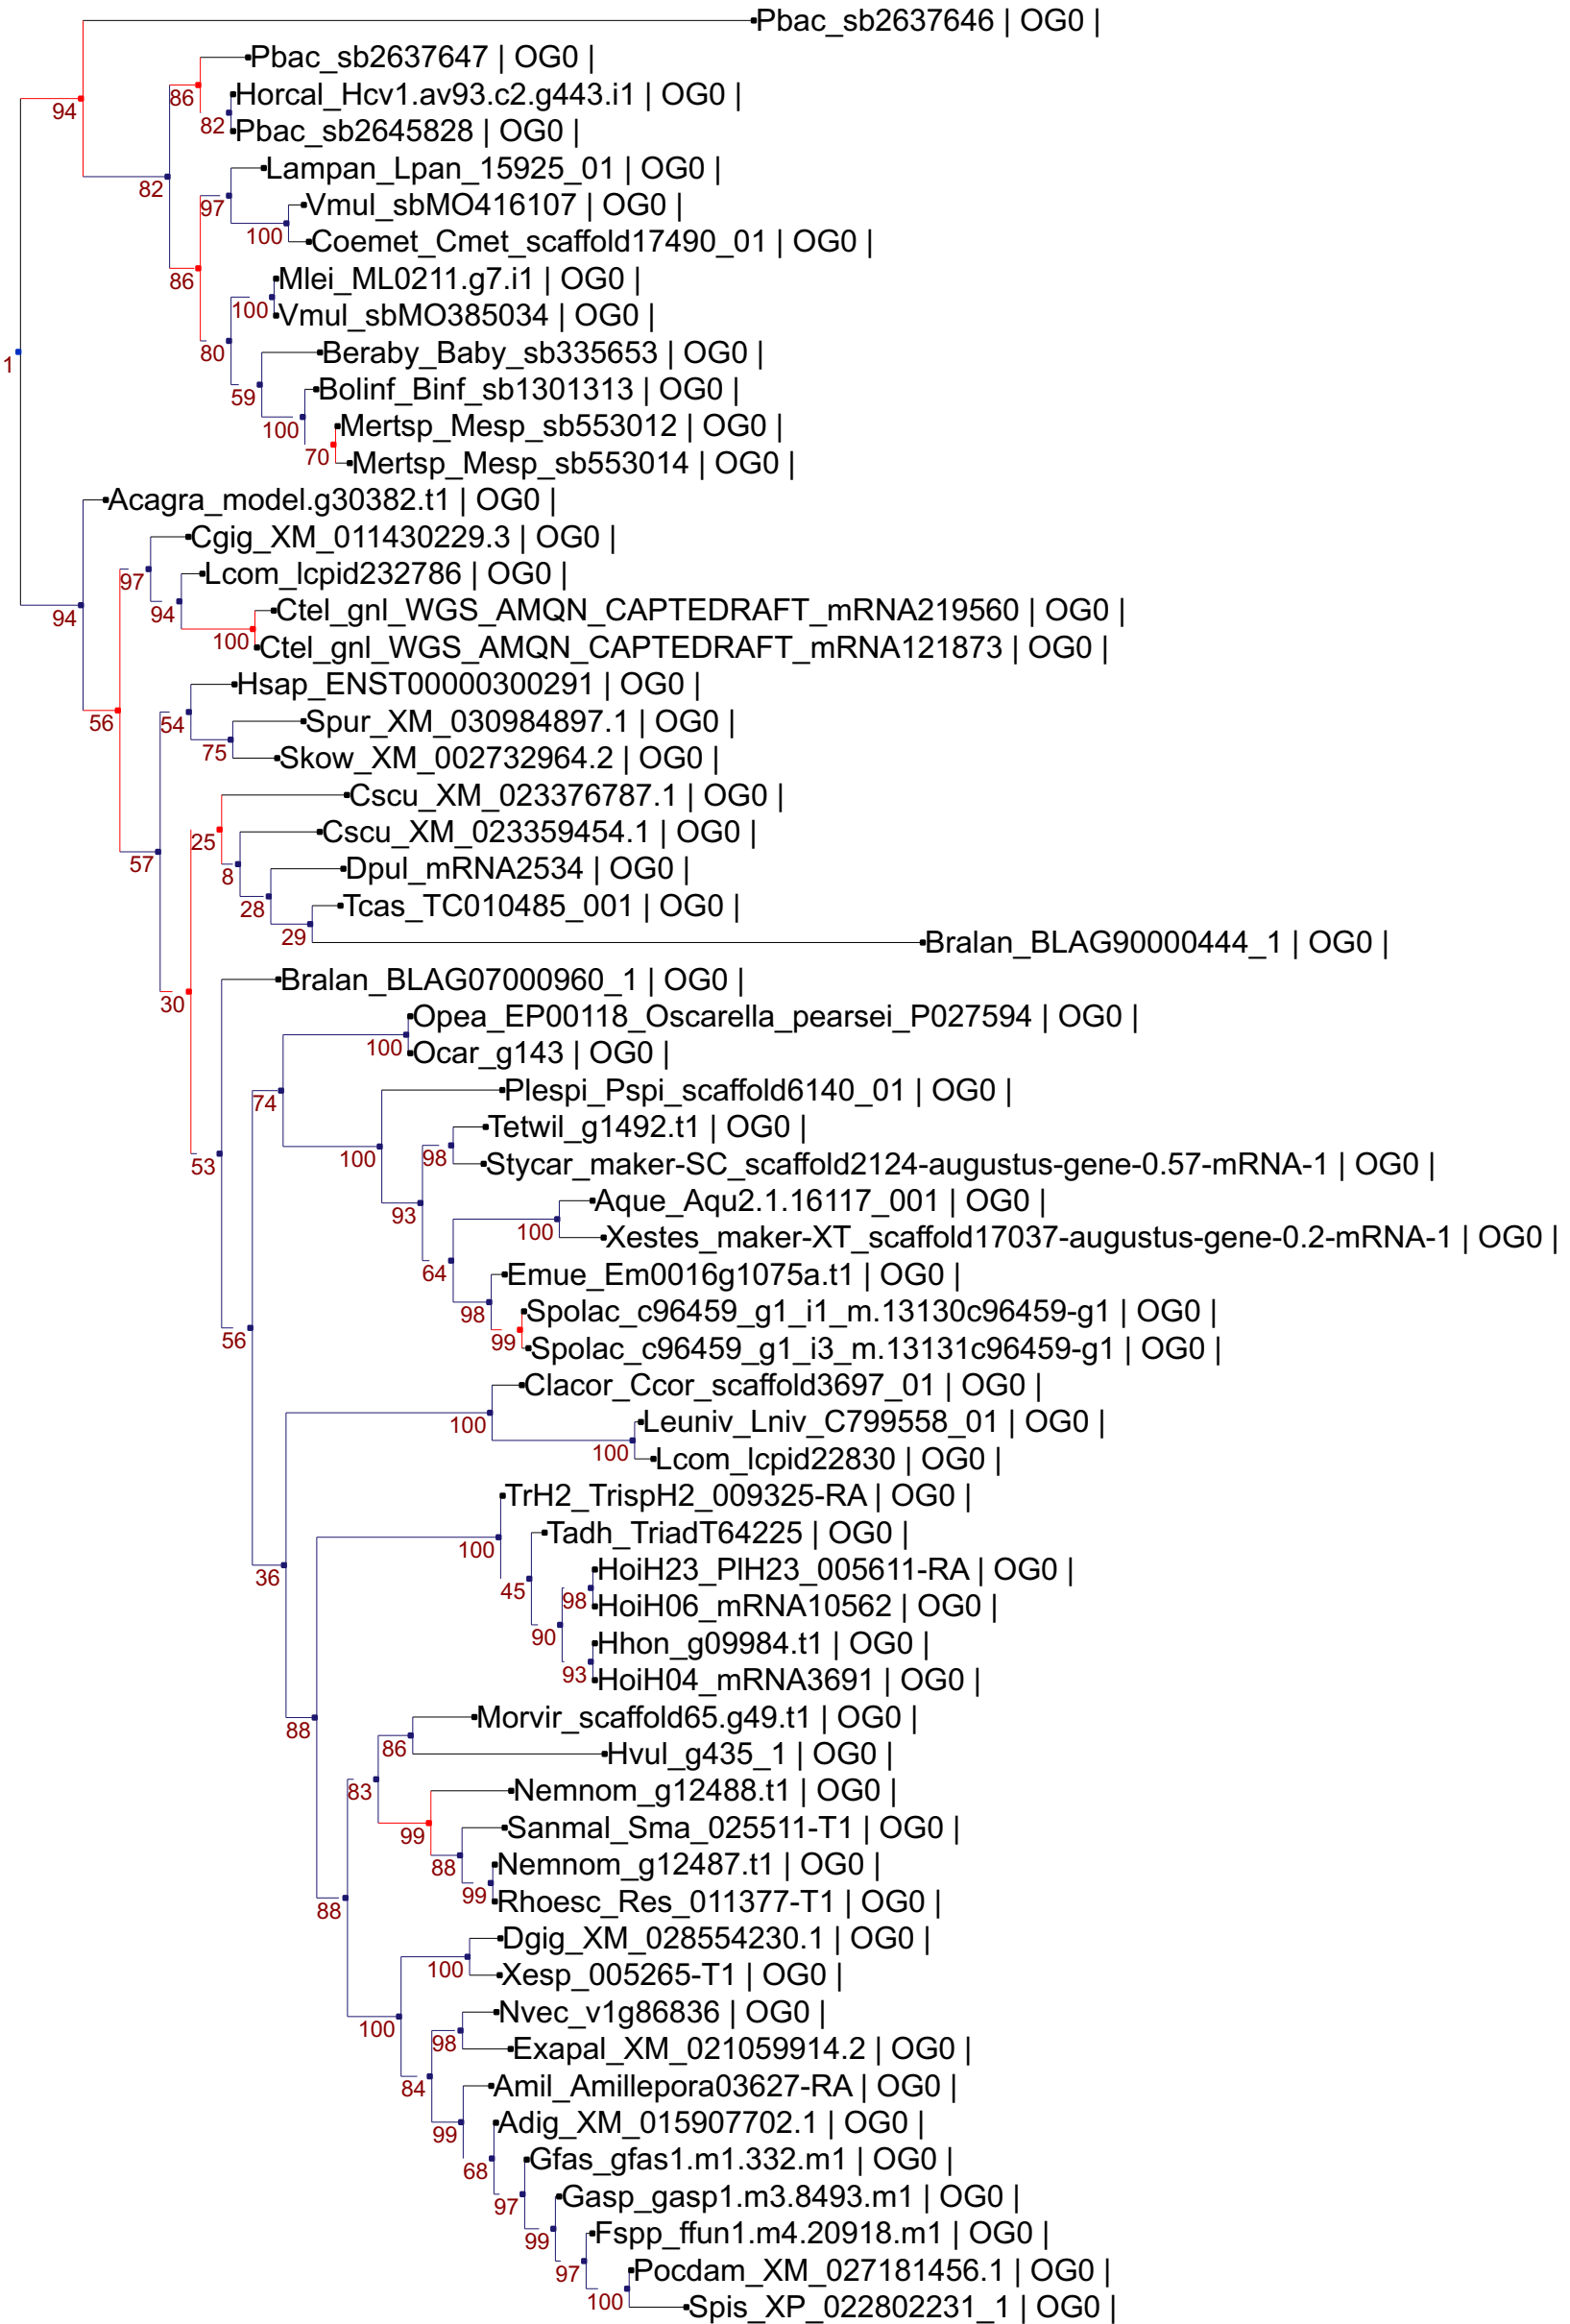 Pbac_sb2637646 | OG0 |
Pbac_sb2637647 | OG0 |
86
Horcal_Hcv1.av93.c2.g443.i1 | OG0 |
94
82
Pbac_sb2645828 | OG0 |
Lampan_Lpan_15925_01 | OG0 |
82
97
Vmul_sbMO416107 | OG0 |
100
Coemet_Cmet_scaffold17490_01 | OG0 |
86
Mlei_ML0211.g7.i1 | OG0 |
100
Vmul_sbMO385034 | OG0 |
80
Beraby_Baby_sb335653 | OG0 |
1
59
Bolinf_Binf_sb1301313 | OG0 |
100
Mertsp_Mesp_sb553012 | OG0 |
70
Mertsp_Mesp_sb553014 | OG0 |
Acagra_model.g30382.t1 | OG0 |
Cgig_XM_011430229.3 | OG0 |
97
Lcom_lcpid232786 | OG0 |
94
94
Ctel_gnl_WGS_AMQN_CAPTEDRAFT_mRNA219560 | OG0 |
100
Ctel_gnl_WGS_AMQN_CAPTEDRAFT_mRNA121873 | OG0 |
Hsap_ENST00000300291 | OG0 |
56
54
Spur_XM_030984897.1 | OG0 |
75
Skow_XM_002732964.2 | OG0 |
Cscu_XM_023376787.1 | OG0 |
25
Cscu_XM_023359454.1 | OG0 |
57
8
Dpul_mRNA2534 | OG0 |
28
Tcas_TC010485_001 | OG0 |
29
Bralan_BLAG90000444_1 | OG0 |
Bralan_BLAG07000960_1 | OG0 |
30
Opea_EP00118_Oscarella_pearsei_P027594 | OG0 |
100
Ocar_g143 | OG0 |
74
Plespi_Pspi_scaffold6140_01 | OG0 |
Tetwil_g1492.t1 | OG0 |
53
100
98
Stycar_maker-SC_scaffold2124-augustus-gene-0.57-mRNA-1 | OG0 |
93
Aque_Aqu2.1.16117_001 | OG0 |
100
Xestes_maker-XT_scaffold17037-augustus-gene-0.2-mRNA-1 | OG0 |
64
Emue_Em0016g1075a.t1 | OG0 |
98
Spolac_c96459_g1_i1_m.13130c96459-g1 | OG0 |
56
99
Spolac_c96459_g1_i3_m.13131c96459-g1 | OG0 |
Clacor_Ccor_scaffold3697_01 | OG0 |
100
Leuniv_Lniv_C799558_01 | OG0 |
100
Lcom_lcpid22830 | OG0 |
TrH2_TrispH2_009325-RA | OG0 |
100
Tadh_TriadT64225 | OG0 |
36
45
HoiH23_PlH23_005611-RA | OG0 |
98
HoiH06_mRNA10562 | OG0 |
90
Hhon_g09984.t1 | OG0 |
93
HoiH04_mRNA3691 | OG0 |
88
Morvir_scaffold65.g49.t1 | OG0 |
86
Hvul_g435_1 | OG0 |
83
Nemnom_g12488.t1 | OG0 |
99
Sanmal_Sma_025511-T1 | OG0 |
88
Nemnom_g12487.t1 | OG0 |
88
99
Rhoesc_Res_011377-T1 | OG0 |
Dgig_XM_028554230.1 | OG0 |
100
Xesp_005265-T1 | OG0 |
100
Nvec_v1g86836 | OG0 |
98
Exapal_XM_021059914.2 | OG0 |
84
Amil_Amillepora03627-RA | OG0 |
99
Adig_XM_015907702.1 | OG0 |
68
Gfas_gfas1.m1.332.m1 | OG0 |
97
Gasp_gasp1.m3.8493.m1 | OG0 |
99
Fspp_ffun1.m4.20918.m1 | OG0 |
97
Pocdam_XM_027181456.1 | OG0 |
100
Spis_XP_022802231_1 | OG0 |